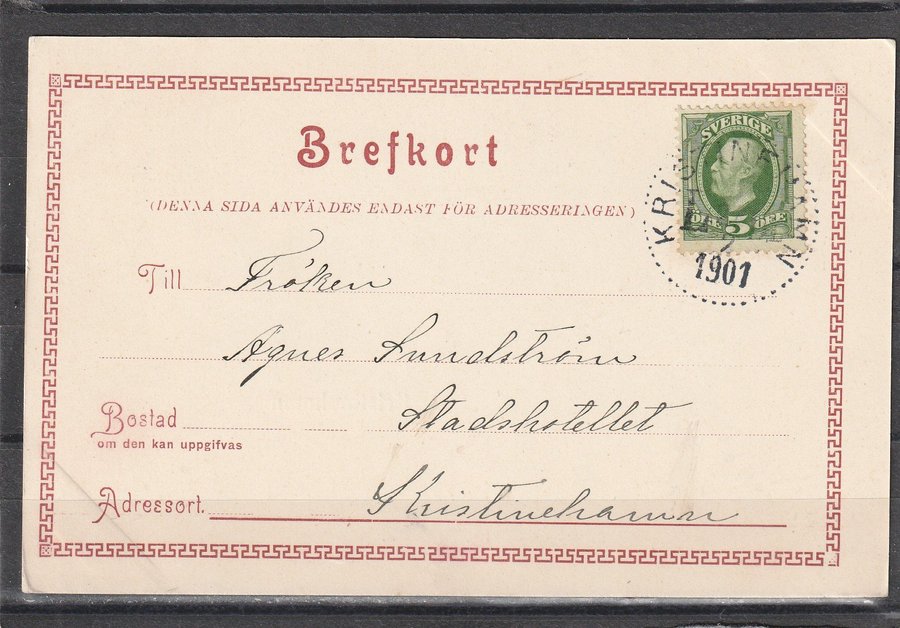 Brefkort
(DENNA SIDA ANVÄNDES ENDAST FÖR ADRESSERINGEN)
SVERIGE
ÖRE 5 ÖRE
KRISTINEHAMN
1901
Till Fröken
Agnes Lundström
Bostad Stadshotellet
om den kan uppgifvas
Adressort. Kristinehamn